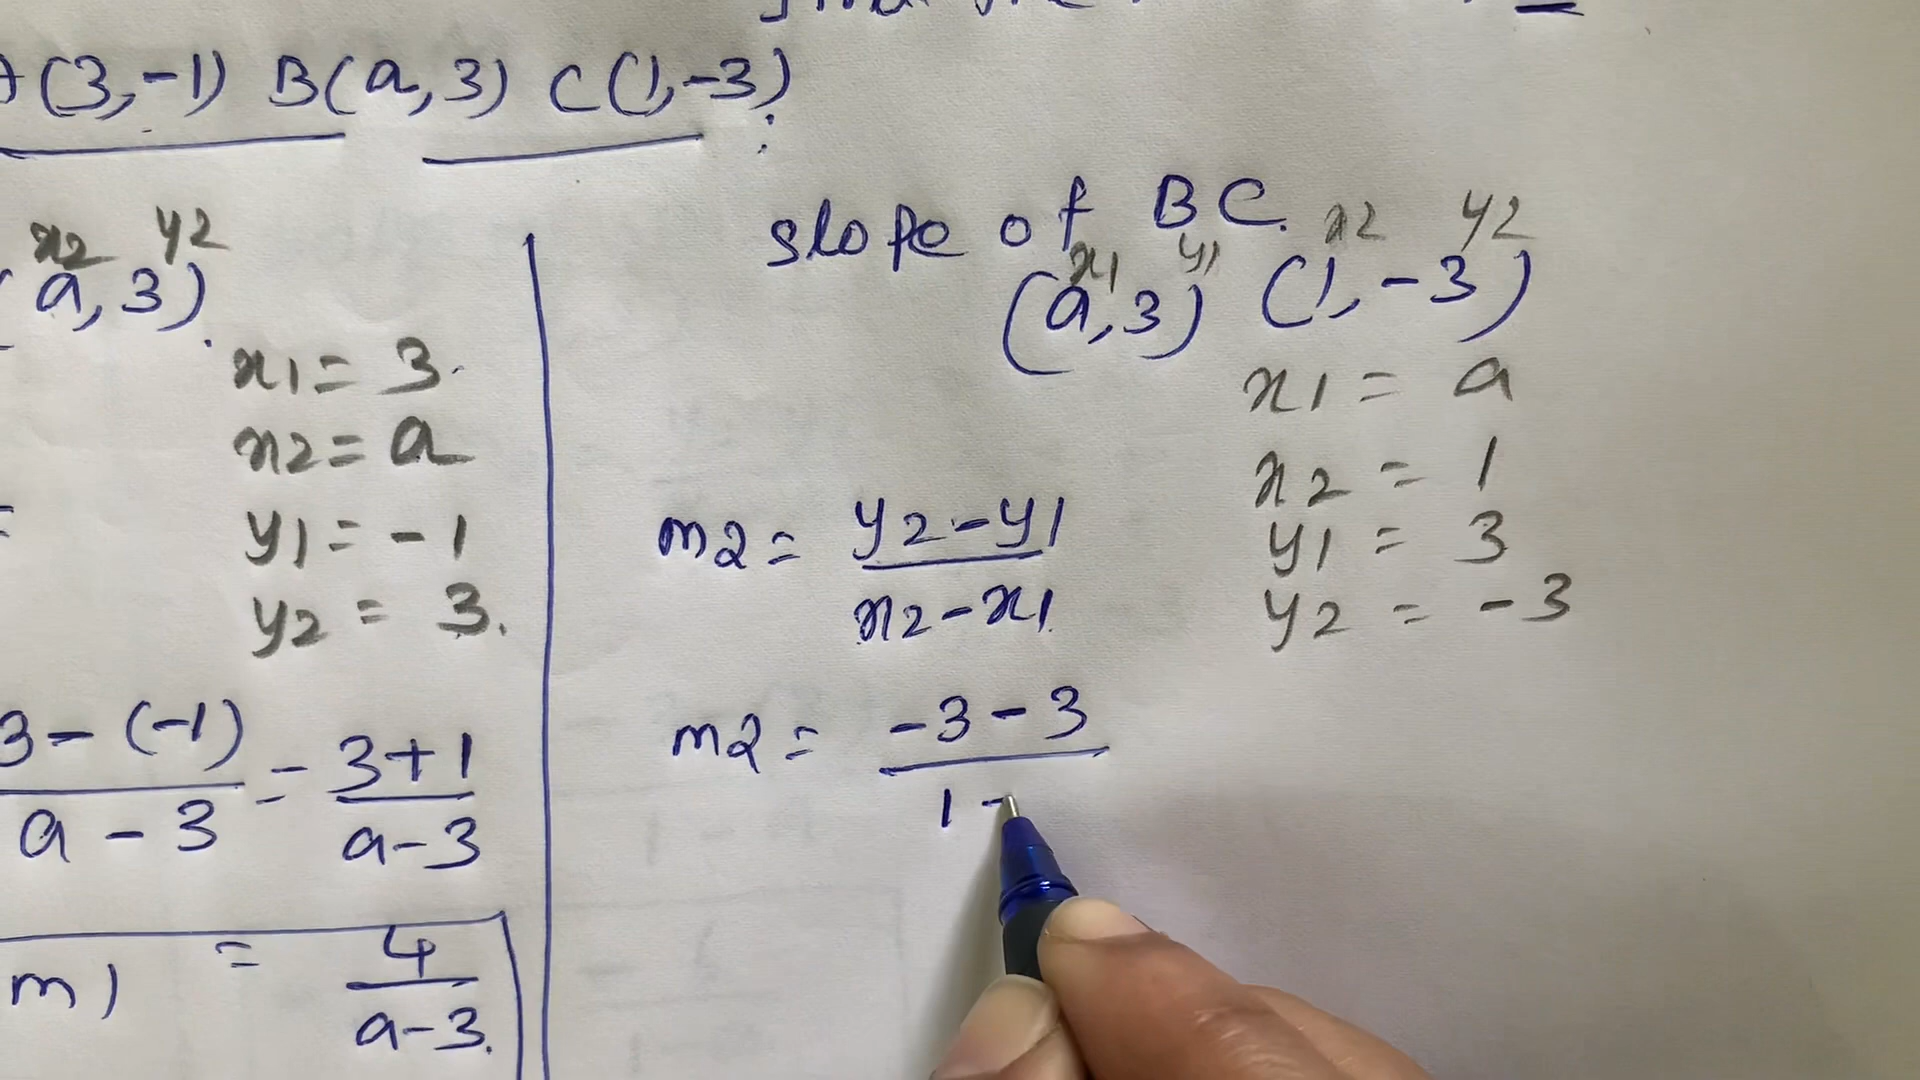 (3,-1) B(a,3) C(1,-3)
x2 y2
(a,3).
x1 = 3.
x2 = a
y1 = -1
y2 = 3.
3-(-1) / a-3 = 3+1 / a-3
m1 = 4 / a-3.
slope of BC.
x1 y1 x2 y2
(a,3) (1,-3)
x1 = a
x2 = 1
y1 = 3
y2 = -3
m2 = y2-y1 / x2-x1
m2 = -3-3 / 1-